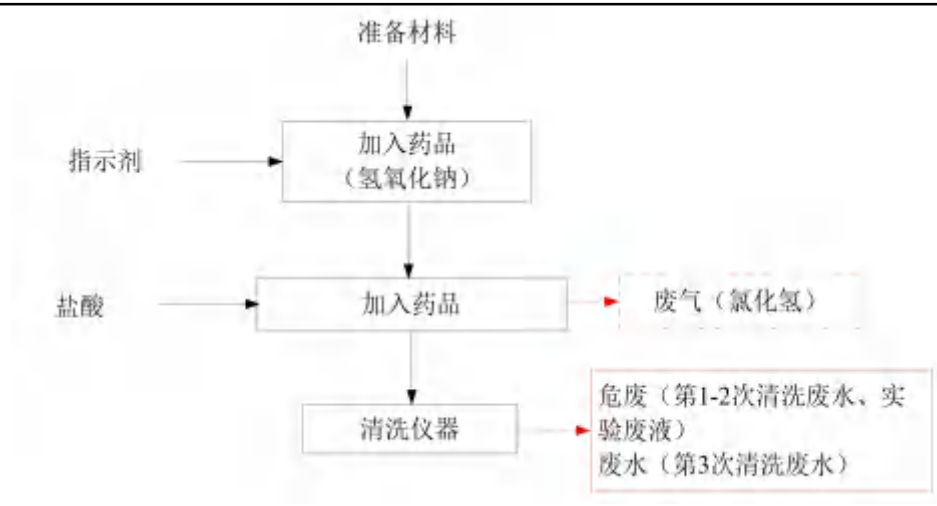 准备材料
指示剂
加入药品
（氢氧化钠）
盐酸
加入药品
废气（氯化氢）
清洗仪器
危废（第1-2次清洗废水、实
验废液）
废水（第3次清洗废水）